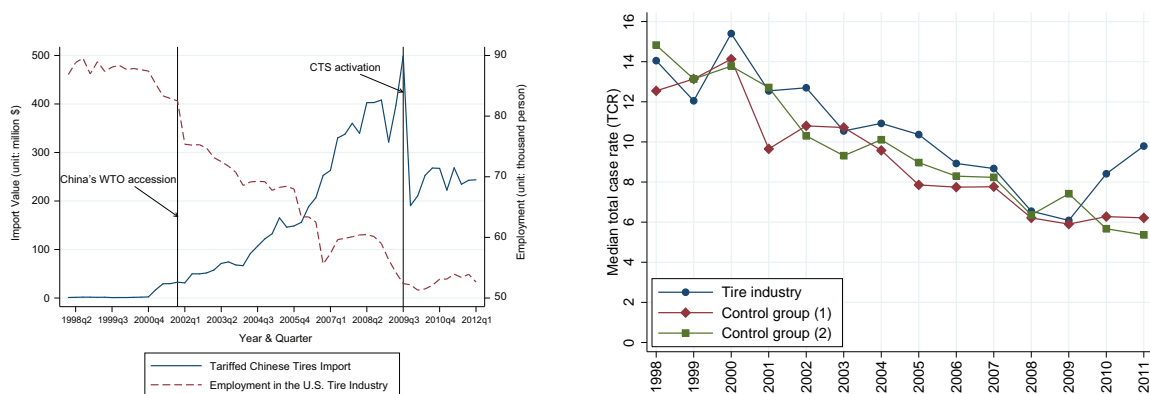 500
400
300
200
100
0
Import Value (unit: million $)
90
80
70
60
50
Employment (unit: thousand person)
CTS activation
China's WTO accession
1998q2 1999q3 2000q4 2002q1 2003q2 2004q3 2005q4 2007q1 2008q2 2009q3 2010q4 2012q1
Year & Quarter
Tariffed Chinese Tires Import
Employment in the U.S. Tire Industry
16
14
12
10
8
6
4
2
0
Median total case rate (TCR)
Tire industry
Control group (1)
Control group (2)
1998 1999 2000 2001 2002 2003 2004 2005 2006 2007 2008 2009 2010 2011